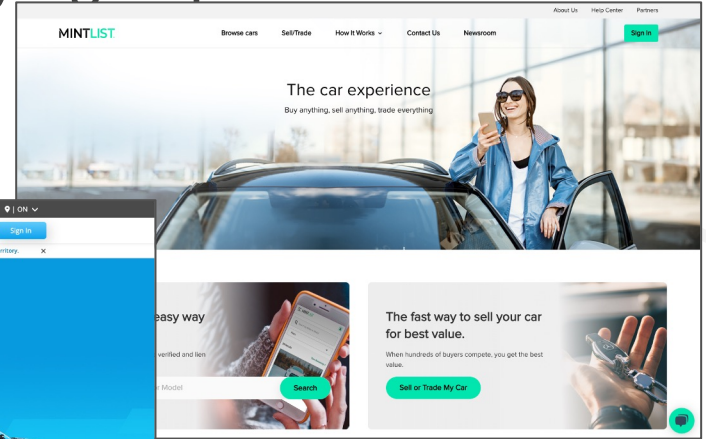 About Us Help Center Partners
MINTLIST
Browse cars Sell/Trade How It Works Contact Us Newsroom
Sign In
The car experience
Buy anything, sell anything, trade everything
| ON
Sign in
erritory. X
easy way
verified and lien
r Model
Search
The fast way to sell your car
for best value.
When hundreds of buyers compete, you get the best
value.
Sell or Trade My Car